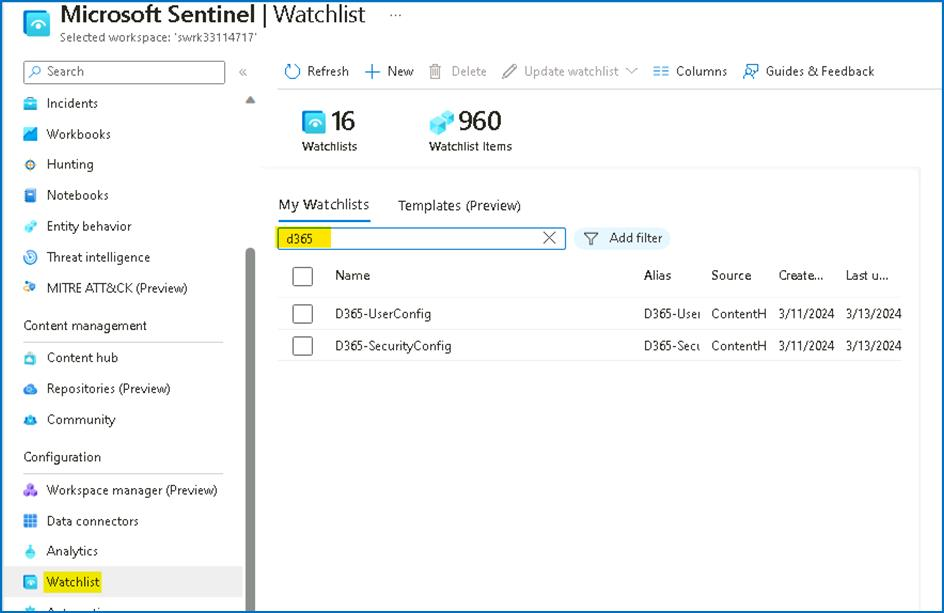 Microsoft Sentinel | Watchlist ...
Selected workspace: 'swrk33114717'
Search
«
Refresh
New
Delete
Update watchlist
Columns
Guides & Feedback
Incidents
Workbooks
Hunting
Notebooks
Entity behavior
Threat intelligence
MITRE ATT&CK (Preview)
Content management
Content hub
Repositories (Preview)
Community
Configuration
Workspace manager (Preview)
Data connectors
Analytics
Watchlist
16
Watchlists
960
Watchlist Items
My Watchlists
Templates (Preview)
d365
Add filter
Name Alias Source Create... Last u...
D365-UserConfig D365-User ContentH 3/11/2024 3/13/2024
D365-SecurityConfig D365-Secu ContentH 3/11/2024 3/13/2024